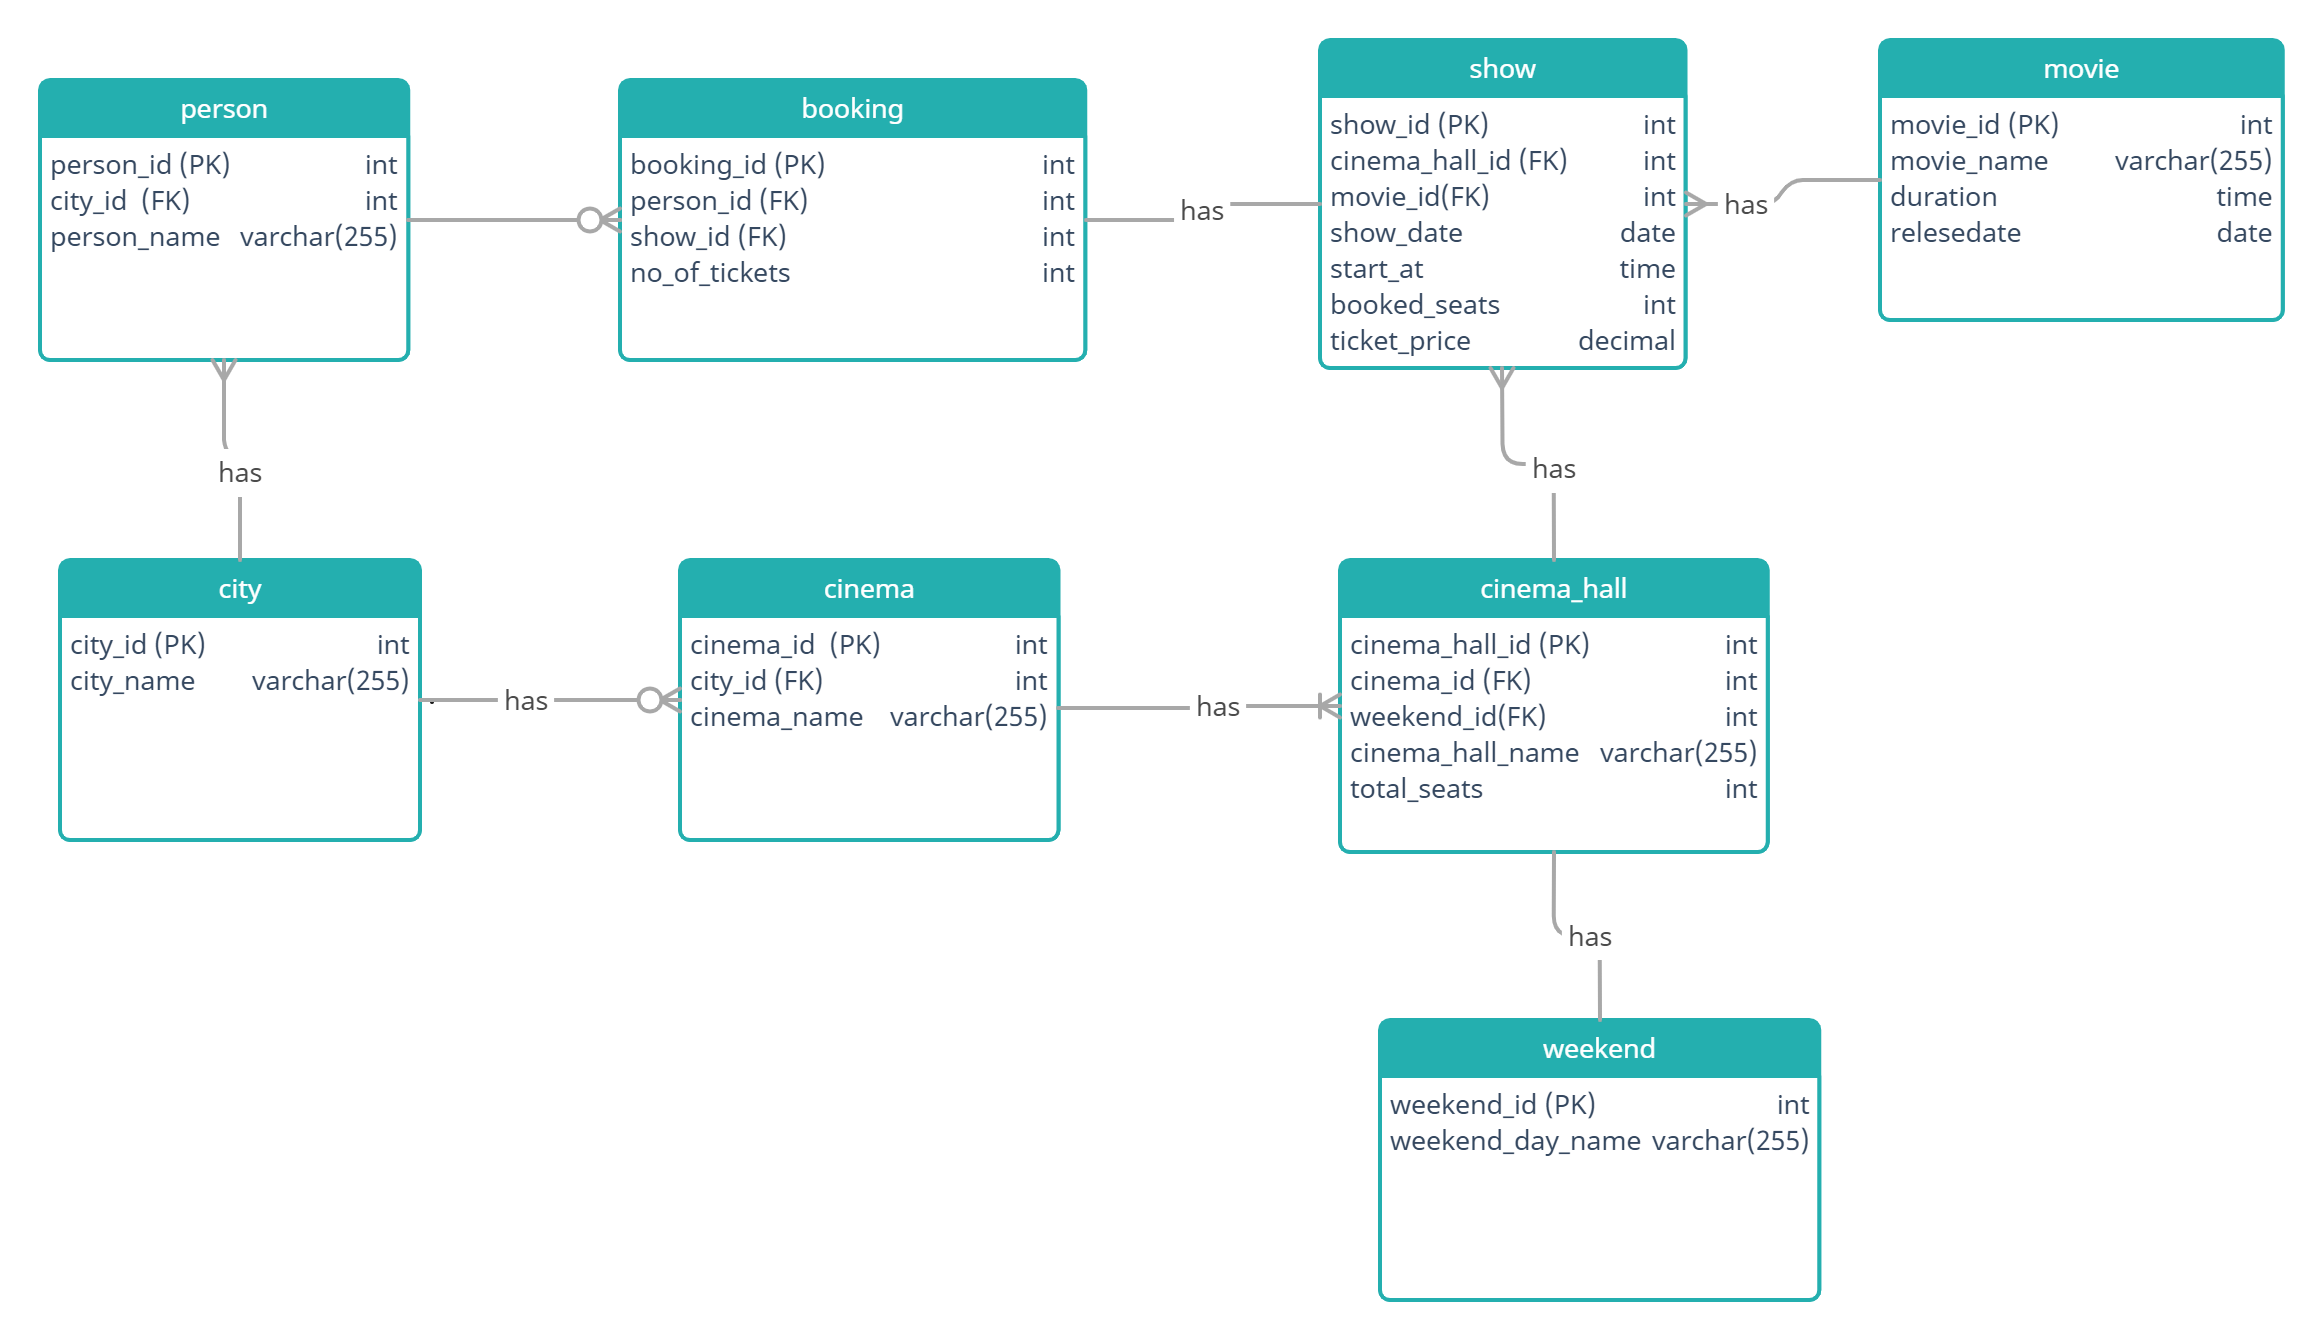 person
person_id (PK) int
city_id (FK) int
person_name varchar(255)
booking
booking_id (PK) int
person_id (FK) int
show_id (FK) int
no_of_tickets int
has
show
show_id (PK) int
cinema_hall_id (FK) int
movie_id(FK) int
show_date date
start_at time
booked_seats int
ticket_price decimal
has
movie
movie_id (PK) int
movie_name varchar(255)
duration time
relesedate date
has
has
city
city_id (PK) int
city_name varchar(255)
has
cinema
cinema_id (PK) int
city_id (FK) int
cinema_name varchar(255)
has
cinema_hall
cinema_hall_id (PK) int
cinema_id (FK) int
weekend_id(FK) int
cinema_hall_name varchar(255)
total_seats int
has
weekend
weekend_id (PK) int
weekend_day_name varchar(255)